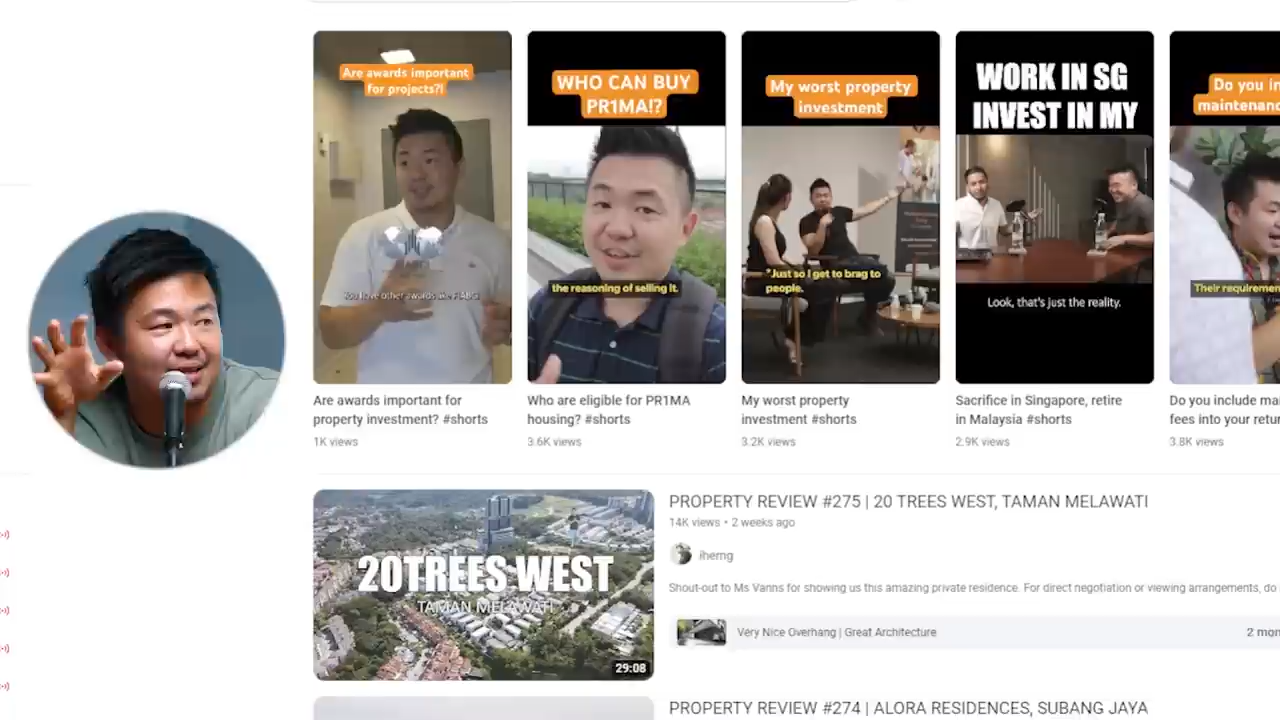 Are awards important
for projects?!
You have other awards like FIABCI
WHO CAN BUY
PR1MA!?
the reasoning of selling it.
My worst property
investment
"Just so I get to brag to
people.
WORK IN SG
INVEST IN MY
Look, that's just the reality.
Do you in
maintenanc
Their requiremen
Are awards important for
property investment? #shorts
1K views
Who are eligible for PR1MA
housing? #shorts
3.6K views
My worst property
investment #shorts
3.2K views
Sacrifice in Singapore, retire
in Malaysia #shorts
2.9K views
Do you include mai
fees into your retur
3.8K views
20TREES WEST
TAMAN MELAWATI
29:08
PROPERTY REVIEW #275 | 20 TREES WEST, TAMAN MELAWATI
14K views • 2 weeks ago
iherng
Shout-out to Ms Vanns for showing us this amazing private residence. For direct negotiation or viewing arrangements, do
Very Nice Overhang | Great Architecture
2 mon
PROPERTY REVIEW #274 | ALORA RESIDENCES, SUBANG JAYA